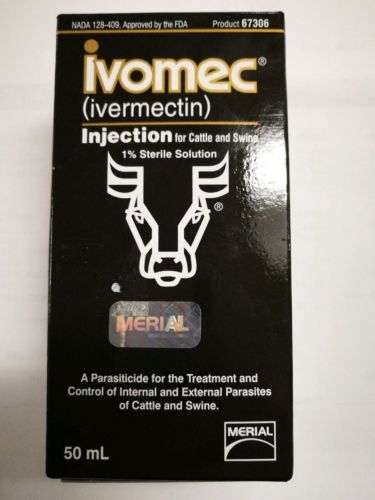 NADA 128-409, Approved by the FDA Product 67306
ivomec®
(ivermectin)
Injection for Cattle and Swine
1% Sterile Solution
®
MERIAL
A Parasiticide for the Treatment and
Control of Internal and External Parasites
of Cattle and Swine.
50 mL
MERIAL